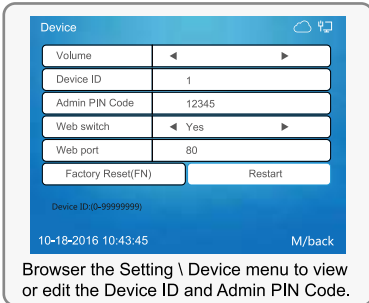 Device
Volume ◀ ▶
Device ID 1
Admin PIN Code 12345
Web switch ◀ Yes ▶
Web port 80
Factory Reset(FN) Restart
Device ID:(0-99999999)
10-18-2016 10:43:45 M/back
Browser the Setting \ Device menu to view
or edit the Device ID and Admin PIN Code.